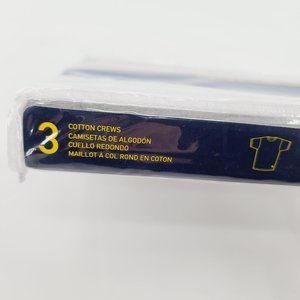 3
COTTON CREWS
CAMISETAS DE ALGODÓN
CUELLO REDONDO
MAILLOT À COL ROND EN COTON